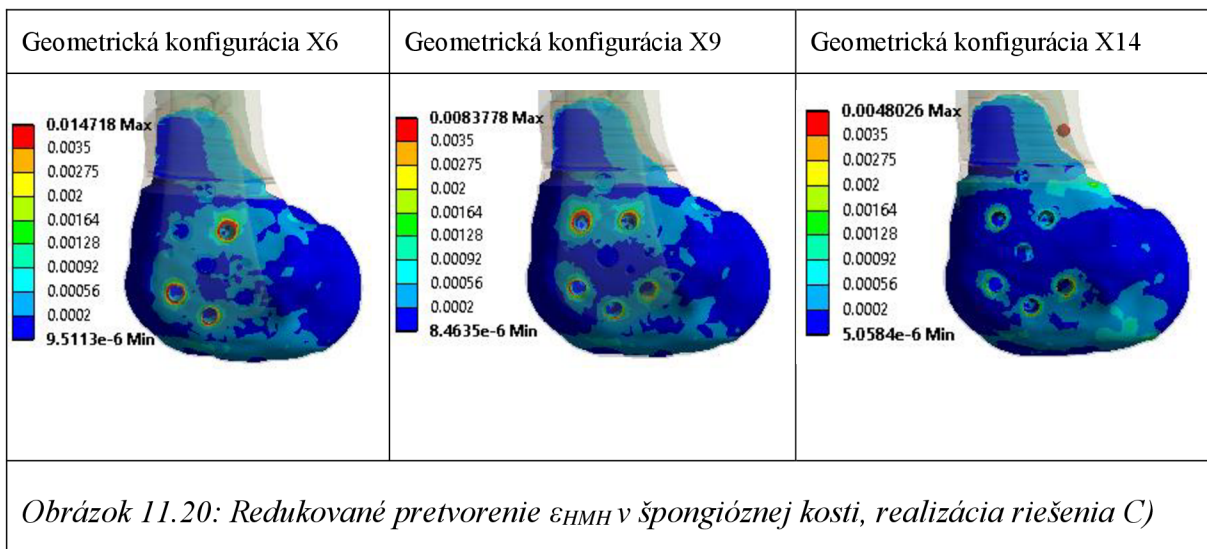 Geometrická konfigurácia X6
Geometrická konfigurácia X9
Geometrická konfigurácia X14
0.014718 Max
0.0035
0.00275
0.002
0.00164
0.00128
0.00092
0.00056
0.0002
9.5113e-6 Min
0.0083778 Max
0.0035
0.00275
0.002
0.00164
0.00128
0.00092
0.00056
0.0002
8.4635e-6 Min
0.0048026 Max
0.0035
0.00275
0.002
0.00164
0.00128
0.00092
0.00056
0.0002
5.0584e-6 Min
Obrázok 11.20: Redukované pretvorenie εHMH v špongióznej kosti, realizácia riešenia C)